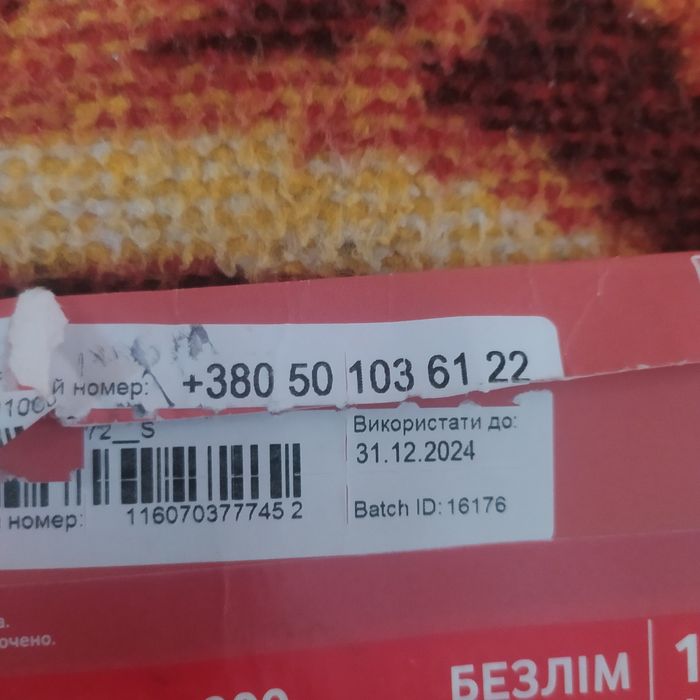 й номер: +380 50 103 61 22
72__S
Використати до:
31.12.2024
номер: 116070377745 2
Batch ID: 16176
а.
очено.
БЕЗЛІМ